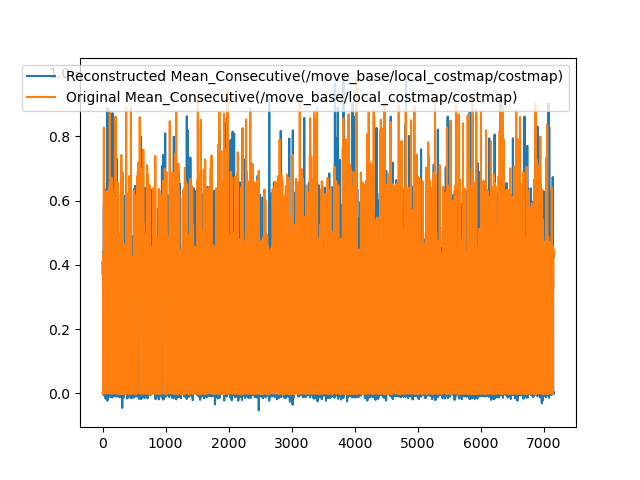 1.0
Reconstructed Mean_Consecutive(/move_base/local_costmap/costmap)
Original Mean_Consecutive(/move_base/local_costmap/costmap)
0.8
0.6
0.4
0.2
0.0
0 1000 2000 3000 4000 5000 6000 7000